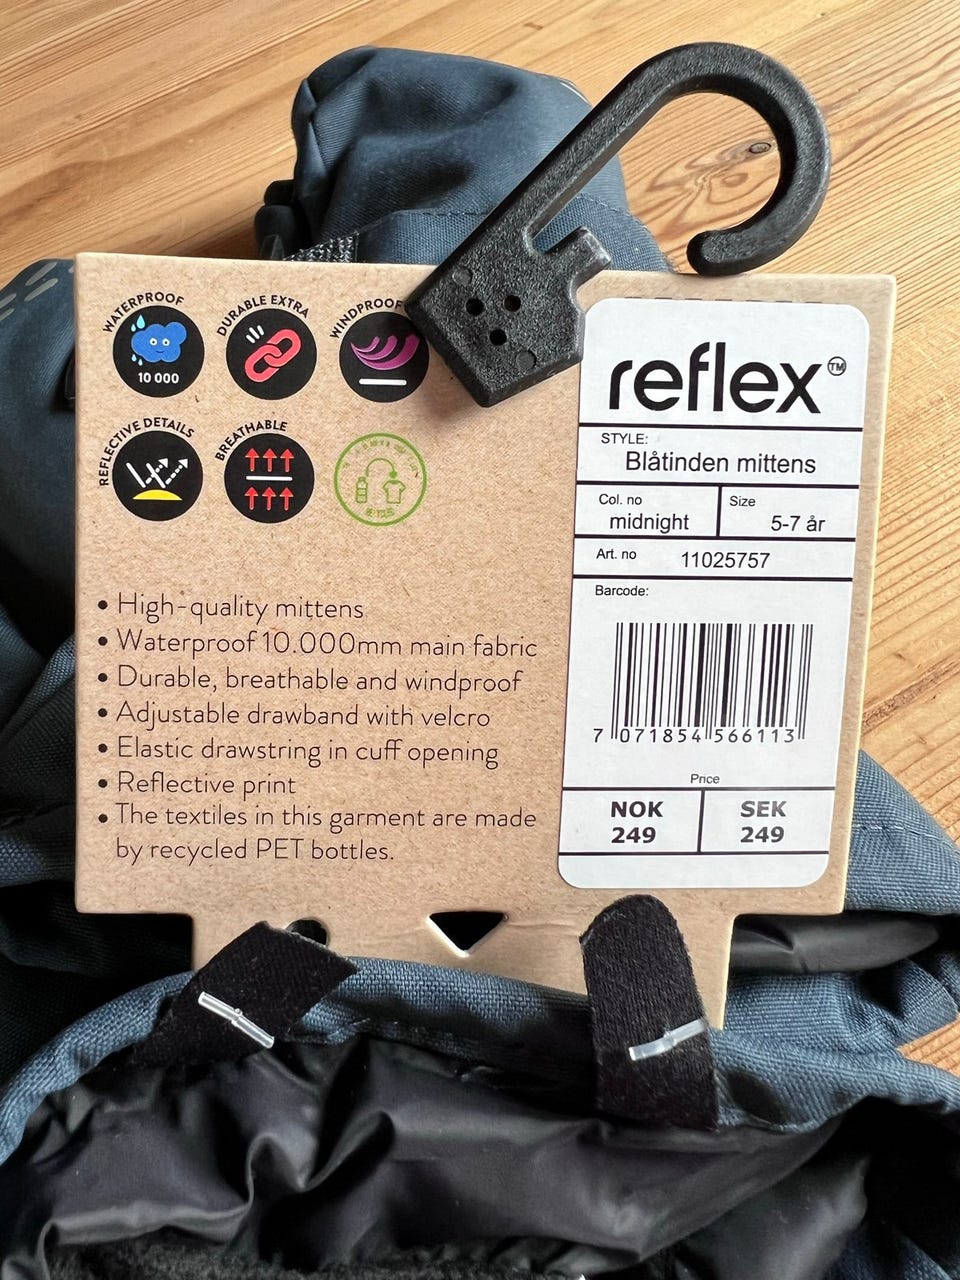 WATERPROOF
10 000
DURABLE EXTRA
WINDPROOF
REFLECTIVE DETAILS
BREATHABLE
• High-quality mittens
• Waterproof 10.000mm main fabric
• Durable, breathable and windproof
• Adjustable drawband with velcro
• Elastic drawstring in cuff opening
• Reflective print
• The textiles in this garment are made
by recycled PET bottles.
reflex™
STYLE:
Blåtinden mittens
Col. no
midnight
Size
5-7 år
Art. no 11025757
Barcode:
7 071854 566113
Price
NOK
249
SEK
249